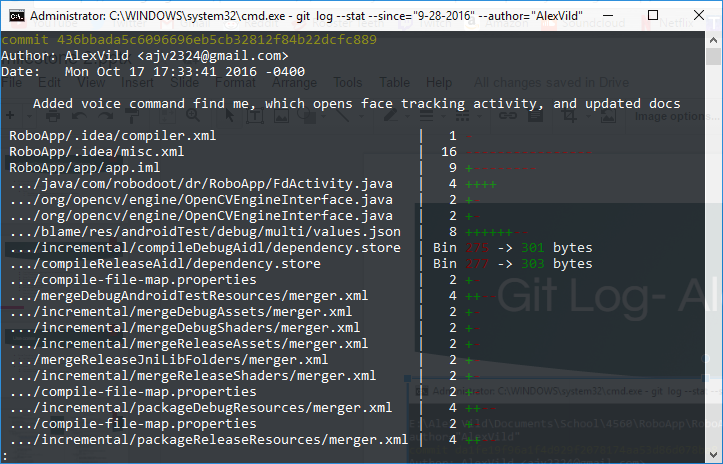 Administrator: C:\WINDOWS\system32\cmd.exe - git log --stat --since="9-28-2016" --author="AlexVild"
commit 436bbada5c6096696eb5cb32812f84b22dcfc889
Author: AlexVild <ajv2324@gmail.com>
Date: Mon Oct 17 17:33:41 2016 -0400
Added voice command find me, which opens face tracking activity, and updated docs
RoboApp/.idea/compiler.xml | 1 -
RoboApp/.idea/misc.xml | 16 ----------------
RoboApp/app/app.iml | 9 +--------
.../java/com/robodoot/dr/RoboApp/FdActivity.java | 4 ++++
.../org/opencv/engine/OpenCVEngineInterface.java | 2 +-
.../org/opencv/engine/OpenCVEngineInterface.java | 2 +-
.../blame/res/androidTest/debug/multi/values.json | 8 ++++++--
.../incremental/compileDebugAidl/dependency.store | Bin -> 301 bytes
.../compileReleaseAidl/dependency.store | Bin -> 303 bytes
.../compile-file-map.properties | 2 +-
.../mergeDebugAndroidTestResources/merger.xml | 4 ++--
.../incremental/mergeDebugAssets/merger.xml | 2 +-
.../incremental/mergeDebugShaders/merger.xml | 2 +-
.../incremental/mergeReleaseAssets/merger.xml | 2 +-
.../mergeReleaseJniLibFolders/merger.xml | 2 +-
.../incremental/mergeReleaseShaders/merger.xml | 2 +-
.../compile-file-map.properties | 2 +-
.../incremental/packageDebugResources/merger.xml | 4 ++--
.../compile-file-map.properties | 2 +-
.../incremental/packageReleaseResources/merger.xml | 4 ++--
:
File Edit View Insert Slide Format Arrange Tools Table Help All changes saved in Drive
Image options...
Git Log- Al